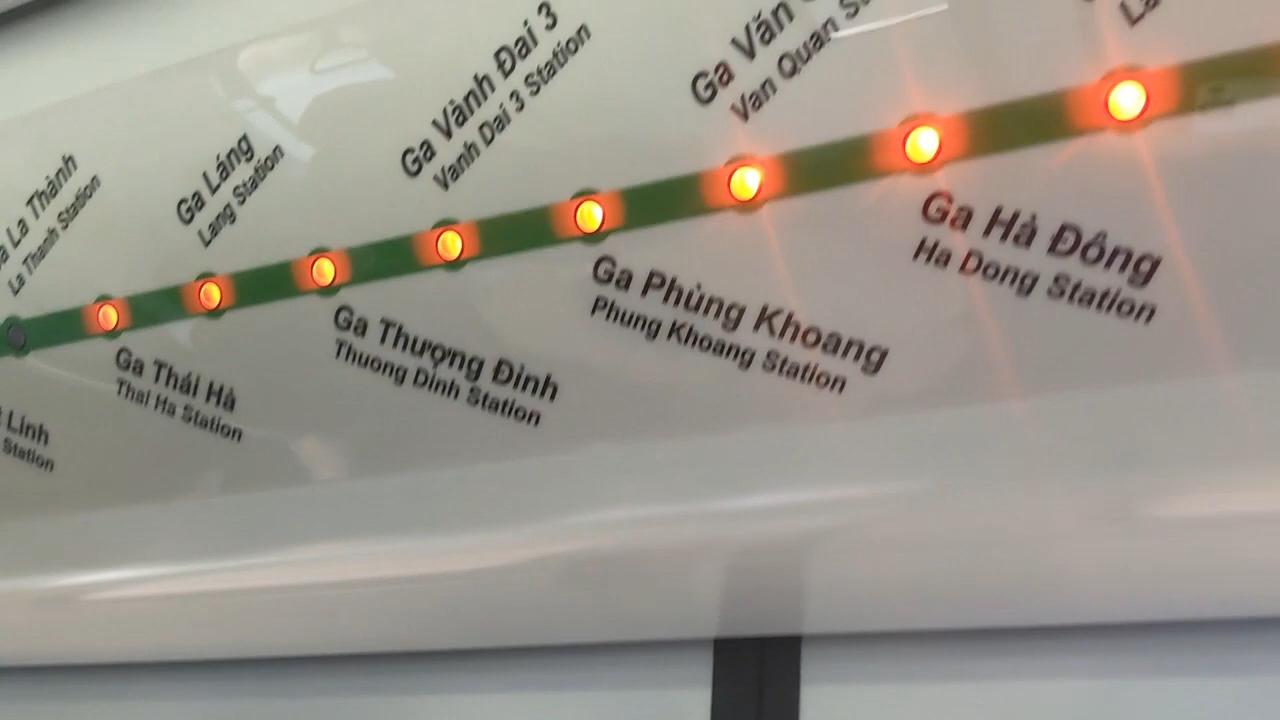 La Thành
La Thanh Station
Ga Láng
Lang Station
Ga Vành Đai 3
Vanh Dai 3 Station
Ga Văn
Van Quan
Linh
Station
Ga Thái Hà
Thai Ha Station
Ga Thượng Đình
Thuong Dinh Station
Ga Phùng Khoang
Phung Khoang Station
Ga Hà Đông
Ha Dong Station